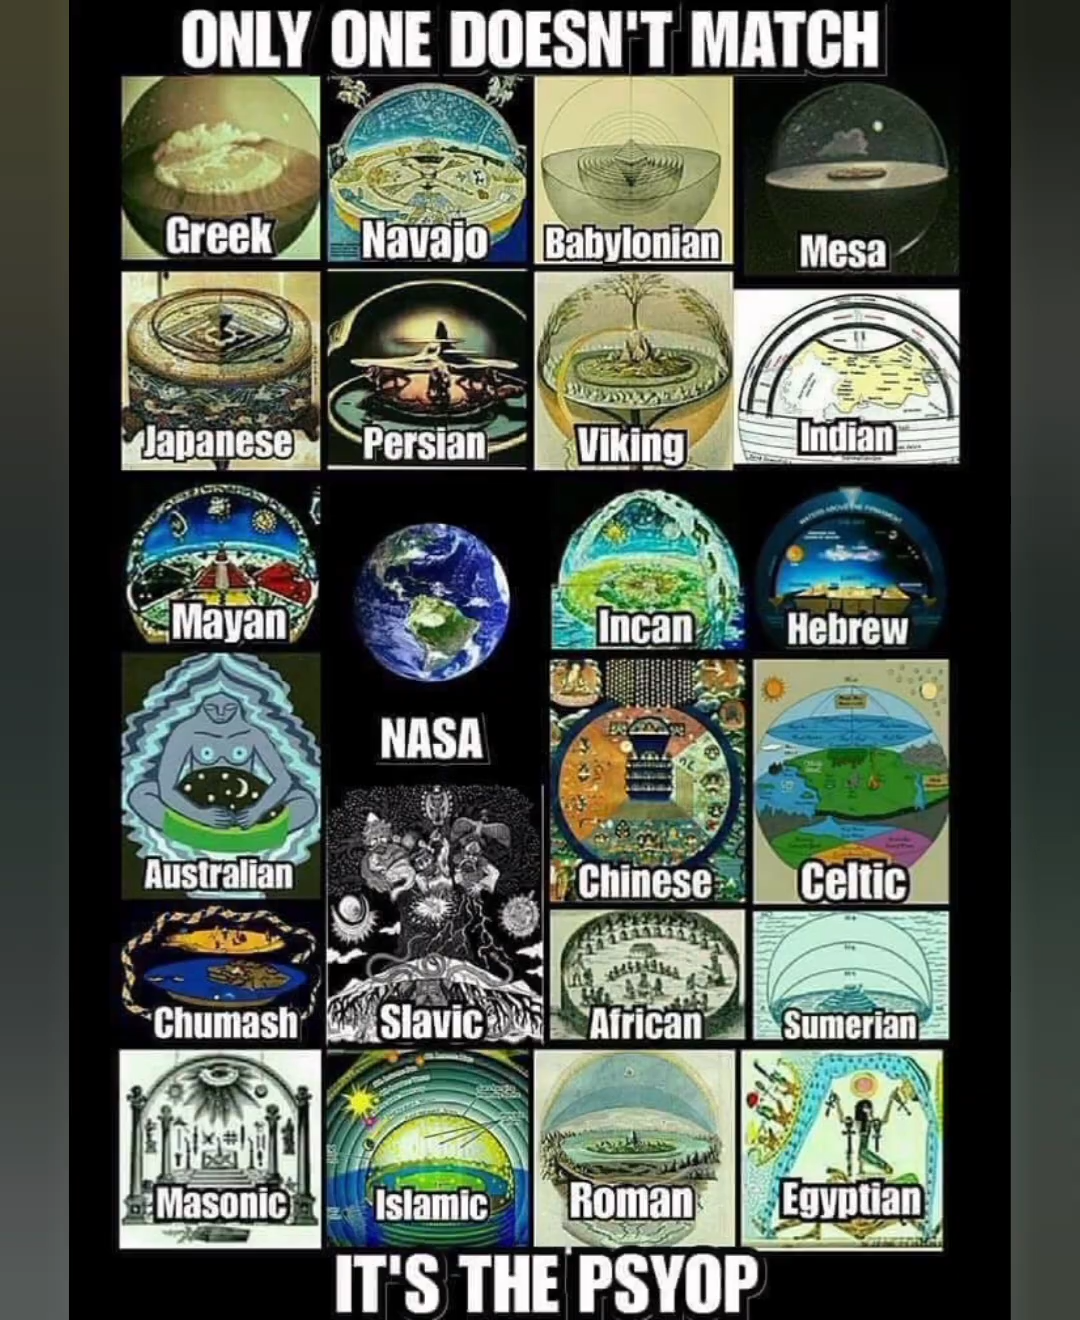 ONLY ONE DOESN'T MATCH
Greek
Navajo
Babylonian
Mesa
Japanese
Persian
Viking
Indian
Mayan
NASA
Incan
Hebrew
Australian
Chinese
Celtic
Chumash
Slavic
African
Sumerian
Masonic
Islamic
Roman
Egyptian
IT'S THE PSYOP